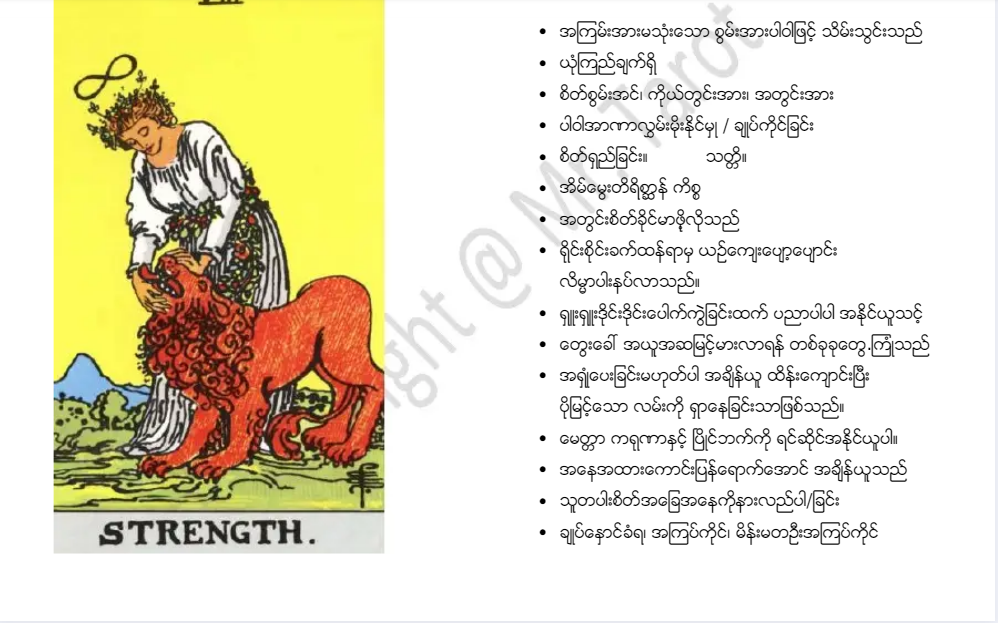 • အကြမ်းအားမသုံးသော စွမ်းအားပါဝါဖြင့် သိမ်းသွင်းသည်
• ယုံကြည်ချက်ရှိ
• စိတ်စွမ်းအင်၊ ကိုယ်တွင်းအား၊ အတွင်းအား
• ပါဝါအာဏာလွှမ်းမိုးနိုင်မှု / ချုပ်ကိုင်ခြင်း
• စိတ်ရှည်ခြင်း။ သတ္တိ။
• အိမ်မွေးတိရိစ္ဆာန် ကိစ္စ
• အတွင်းစိတ်ခိုင်မာဖို့လိုသည်
• ရိုင်းစိုင်းခက်ထန်ရာမှ ယဉ်ကျေးပျော့ပျောင်း
လိမ္မာပါးနပ်လာသည်။
• ရှူးရှူးဒိုင်းဒိုင်းပေါက်ကွဲခြင်းထက် ပညာပါပါ အနိုင်ယူသင့်
• တွေးခေါ် အယူအဆမြင့်မားလာရန် တစ်ခုခုတွေ့ကြုံသည်
• အရှုံပေးခြင်းမဟုတ်ပါ အချိန်ယူ ထိန်းကျောင်းပြီး
ပိုမြင့်သော လမ်းကို ရှာနေခြင်းသာဖြစ်သည်။
• မေတ္တာ ကရုဏာနှင့် ပြိုင်ဘက်ကို ရင်ဆိုင်အနိုင်ယူပါ။
• အနေအထားကောင်းပြန်ရောက်အောင် အချိန်ယူသည်
• သူတပါးစိတ်အခြေအနေကိုနားလည်ပါ/ခြင်း
• ချုပ်နှောင်ခံရ၊ အကြပ်ကိုင်၊ မိန်းမတဦးအကြပ်ကိုင်
STRENGTH.
ght @ Mr. Tarot